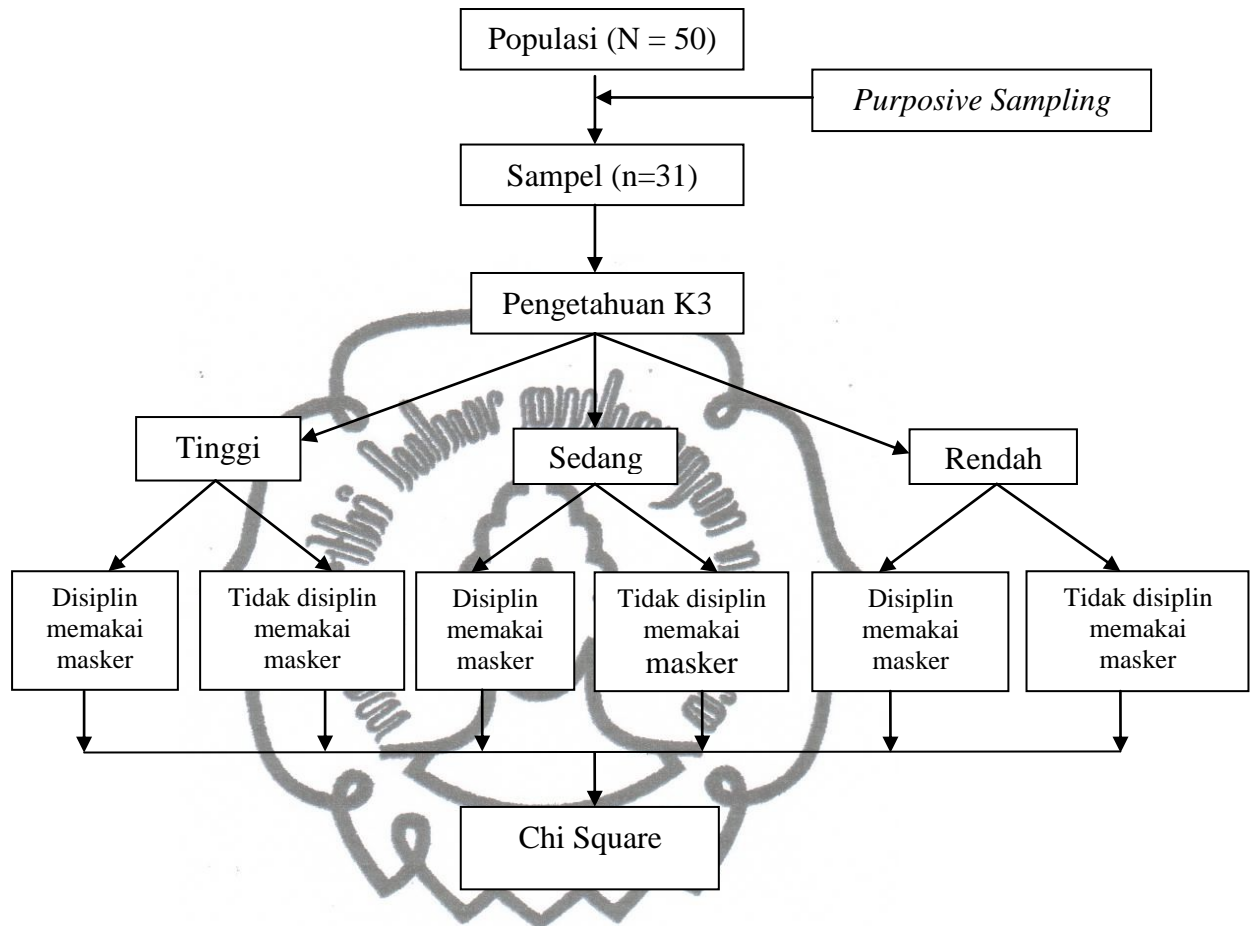 Populasi (N = 50)
Purposive Sampling
Sampel (n=31)
Pengetahuan K3
Tinggi
Sedang
Rendah
Disiplin
memakai
masker
Tidak disiplin
memakai
masker
Disiplin
memakai
masker
Tidak disiplin
memakai
masker
Disiplin
memakai
masker
Tidak disiplin
memakai
masker
Chi Square